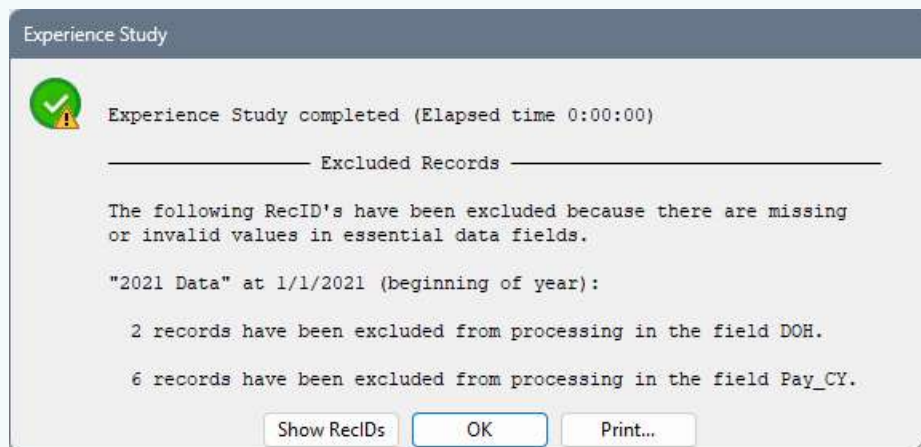 Experience Study
Experience Study completed (Elapsed time 0:00:00)
Excluded Records
The following RecID's have been excluded because there are missing
or invalid values in essential data fields.
"2021 Data" at 1/1/2021 (beginning of year):
2 records have been excluded from processing in the field DOH.
6 records have been excluded from processing in the field Pay_CY.
Show RecIDs OK Print...